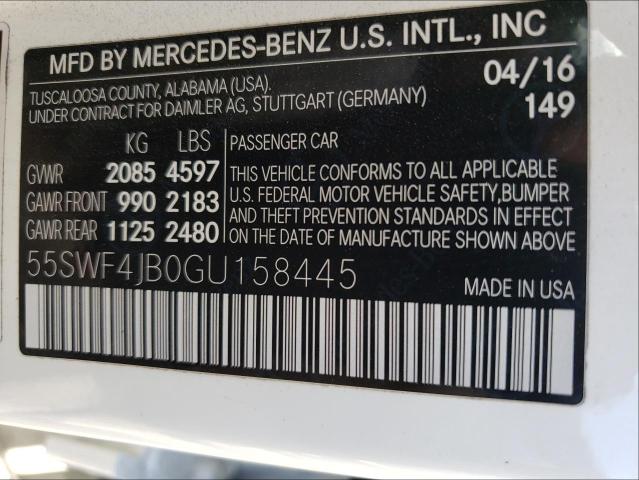 MFD BY MERCEDES-BENZ U.S. INTL., INC
TUSCALOOSA COUNTY, ALABAMA (USA).
UNDER CONTRACT FOR DAIMLER AG, STUTTGART (GERMANY)
04/16
149
KG LBS
GVWR 2085 4597
GAWR FRONT 990 2183
GAWR REAR 1125 2480
PASSENGER CAR
THIS VEHICLE CONFORMS TO ALL APPLICABLE
U.S. FEDERAL MOTOR VEHICLE SAFETY,BUMPER
AND THEFT PREVENTION STANDARDS IN EFFECT
ON THE DATE OF MANUFACTURE SHOWN ABOVE
55SWF4JB0GU158445
MADE IN USA